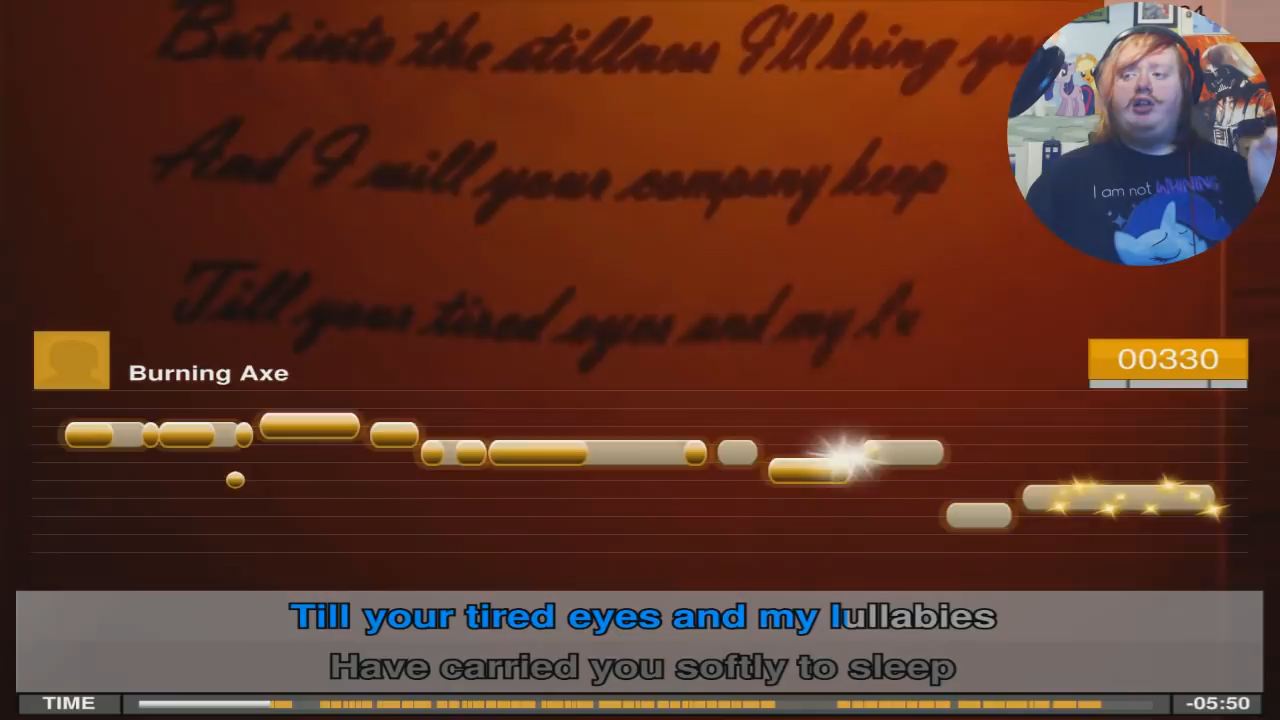 But into the stillness I'll bring you
And I will your company keep
Till your tired eyes and my lu
I am not WHINING
Burning Axe
00330
Till your tired eyes and my lullabies
Have carried you softly to sleep
TIME
-05:50